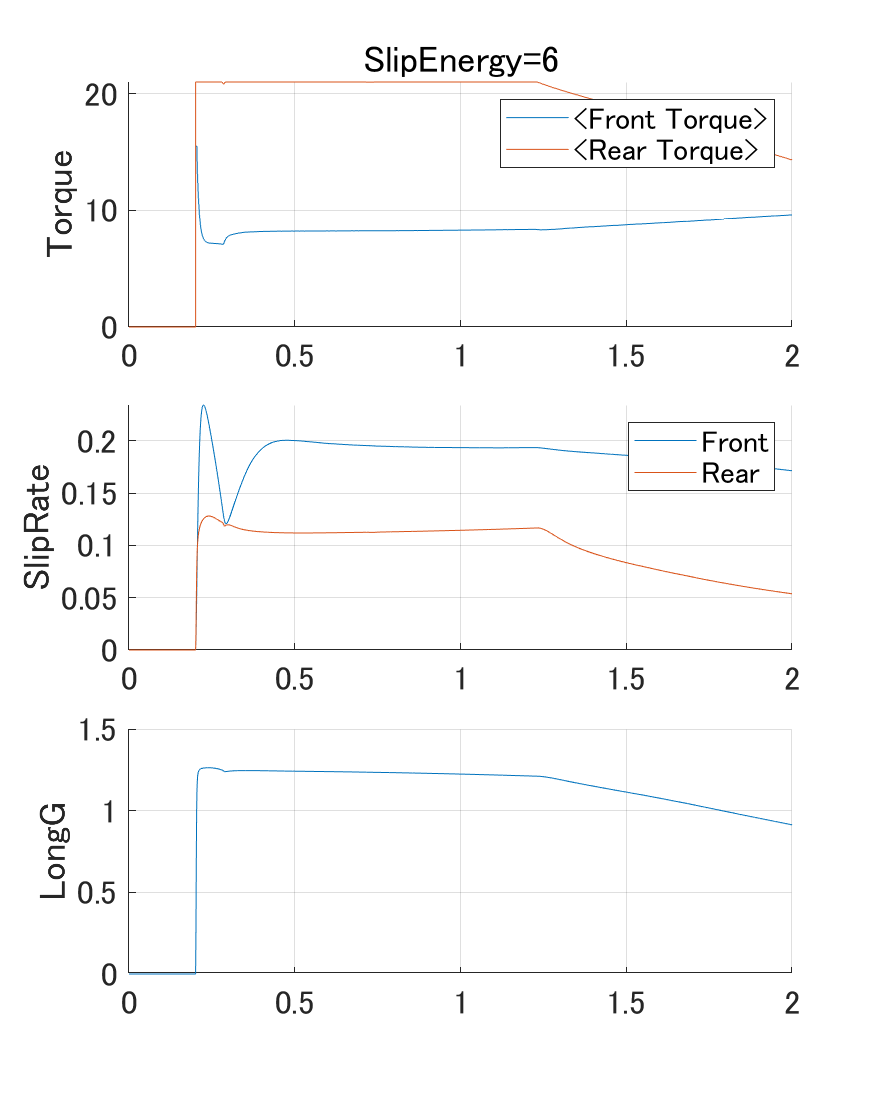 SlipEnergy=6
Torque
20
10
0
<Front Torque>
<Rear Torque>
0 0.5 1 1.5 2
SlipRate
0.2
0.15
0.1
0.05
0
Front
Rear
0 0.5 1 1.5 2
LongG
1.5
1
0.5
0
0 0.5 1 1.5 2